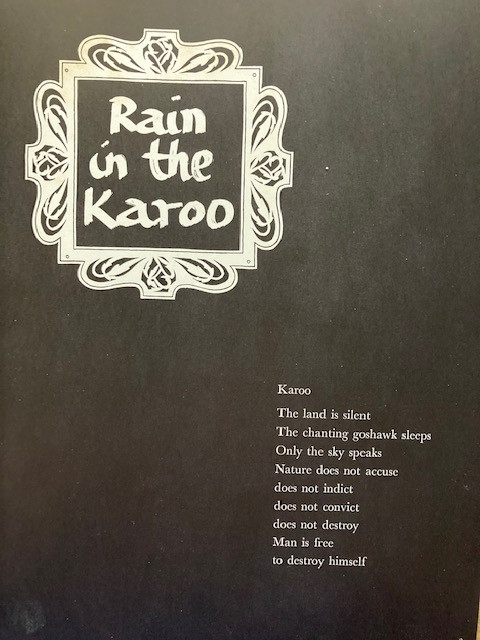 Rain
in the
Karoo
Karoo
The land is silent
The chanting goshawk sleeps
Only the sky speaks
Nature does not accuse
does not indict
does not convict
does not destroy
Man is free
to destroy himself